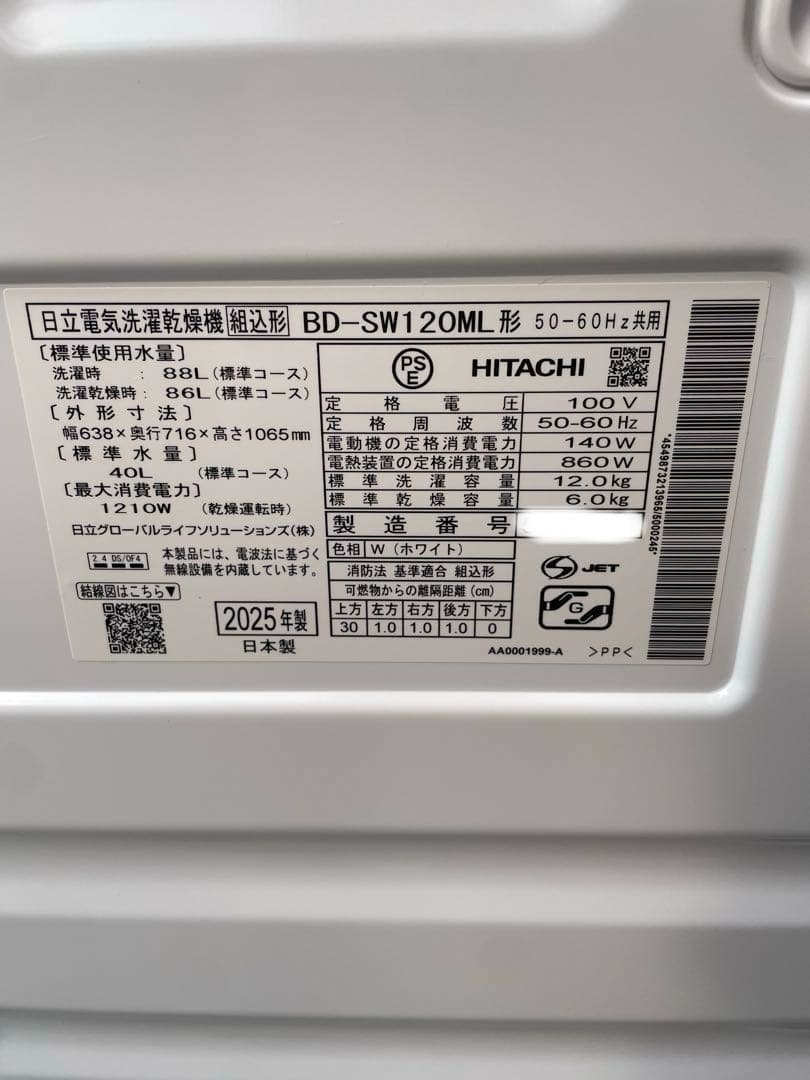 日立電気洗濯乾燥機 組込形 BD-SW120ML形 50-60Hz共用
〔標準使用水量〕
洗濯時 : 88L(標準コース)
洗濯乾燥時: 86L(標準コース)
〔外形寸法〕
幅638×奥行716×高さ1065mm
〔標準水量〕
40L (標準コース)
〔最大消費電力〕
1210W (乾燥運転時)
日立グローバルライフソリューションズ(株)
2.4 DS/OF4
本製品には、電波法に基づく
無線設備を内蔵しています。
結線図はこちら▼
2025年製
日本製
PS
E
HITACHI
定格電圧 100V
定格周波数 50-60Hz
電動機の定格消費電力 140W
電熱装置の定格消費電力 860W
標準洗濯容量 12.0kg
標準乾燥容量 6.0kg
製造番号
色相 W(ホワイト)
消防法 基準適合 組込形
可燃物からの離隔距離(cm)
上方 左方 右方 後方 下方
30 1.0 1.0 1.0 0
S JET
G
AA0001999-A >PP<
*4549873213965/5000245*